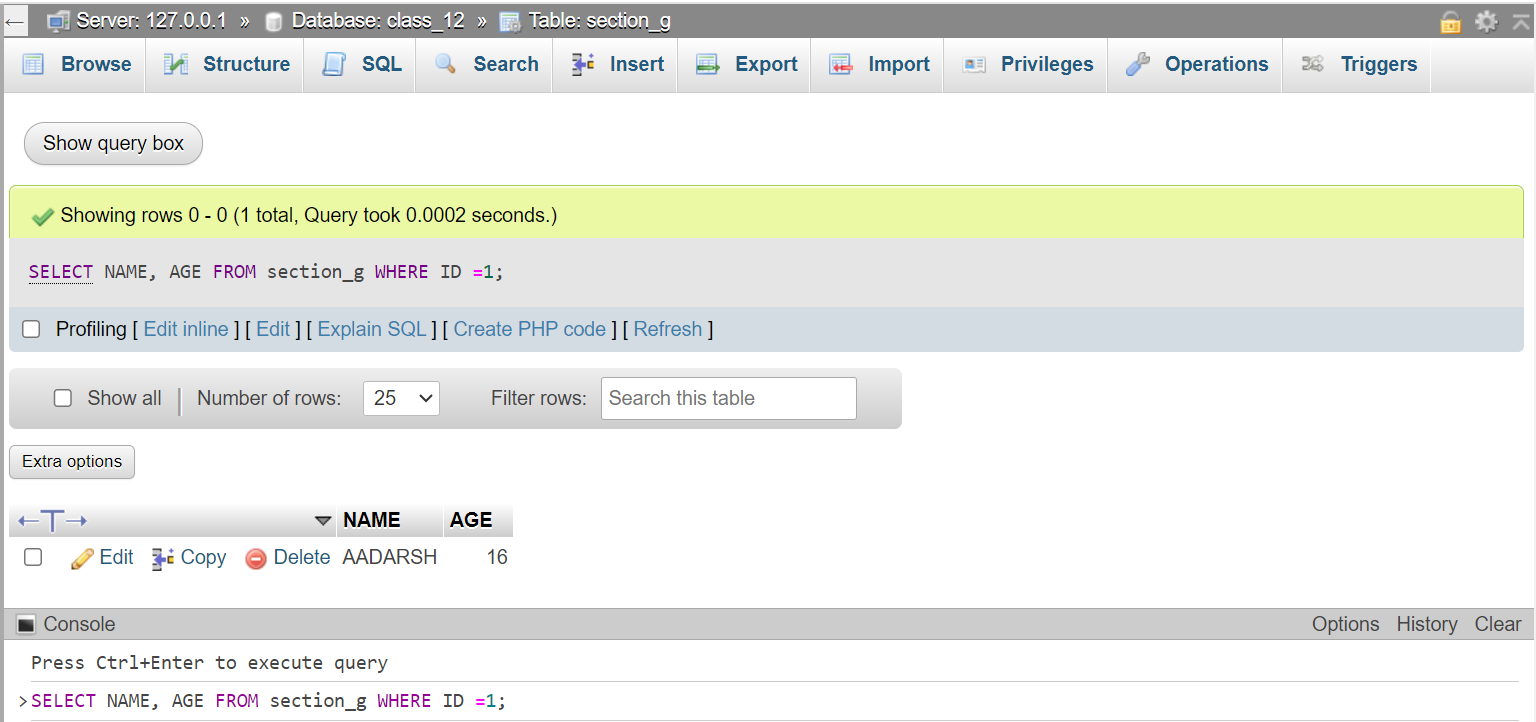 ← Server: 127.0.0.1 » Database: class_12 » Table: section_g
Browse Structure SQL Search Insert Export Import Privileges Operations Triggers
Show query box
Showing rows 0 - 0 (1 total, Query took 0.0002 seconds.)
SELECT NAME, AGE FROM section_g WHERE ID =1;
Profiling [ Edit inline ] [ Edit ] [ Explain SQL ] [ Create PHP code ] [ Refresh ]
Show all | Number of rows: 25 Filter rows: Search this table
Extra options
←T→ NAME AGE
Edit Copy Delete AADARSH 16
Console Options History Clear
Press Ctrl+Enter to execute query
>SELECT NAME, AGE FROM section_g WHERE ID =1;